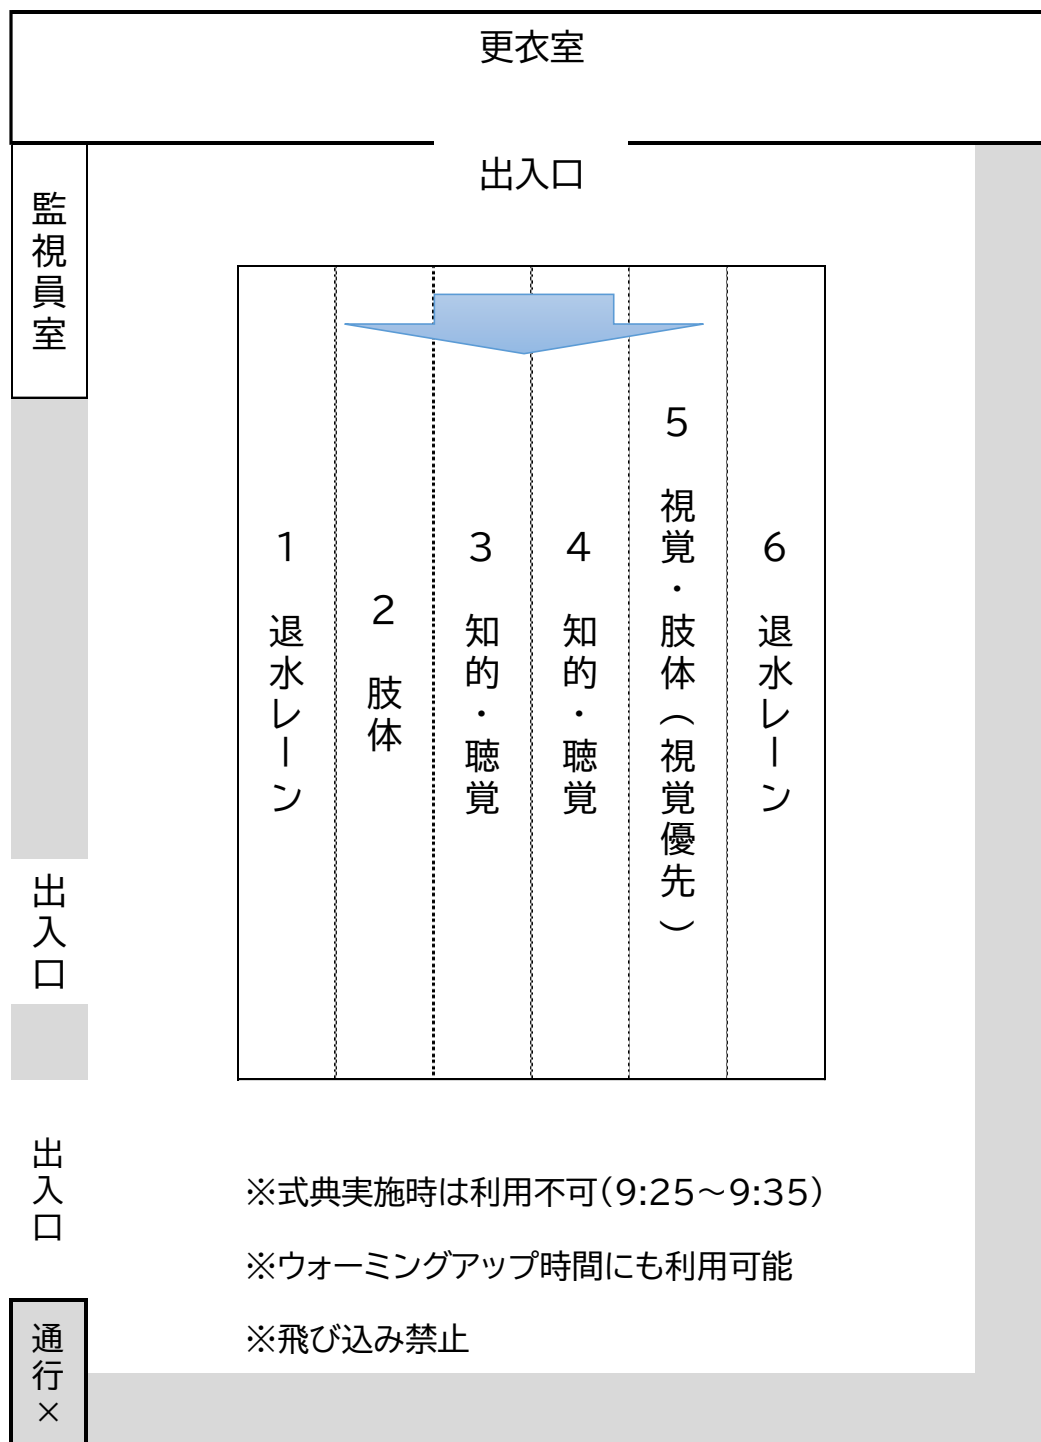 更衣室
出入口
監視員室
1 退水レーン
2 肢体
3 知的・聴覚
4 知的・聴覚
5 視覚・肢体（視覚優先）
6 退水レーン
出入口
出入口
※式典実施時は利用不可（9:25～9:35）
※ウォーミングアップ時間にも利用可能
※飛び込み禁止
通行×